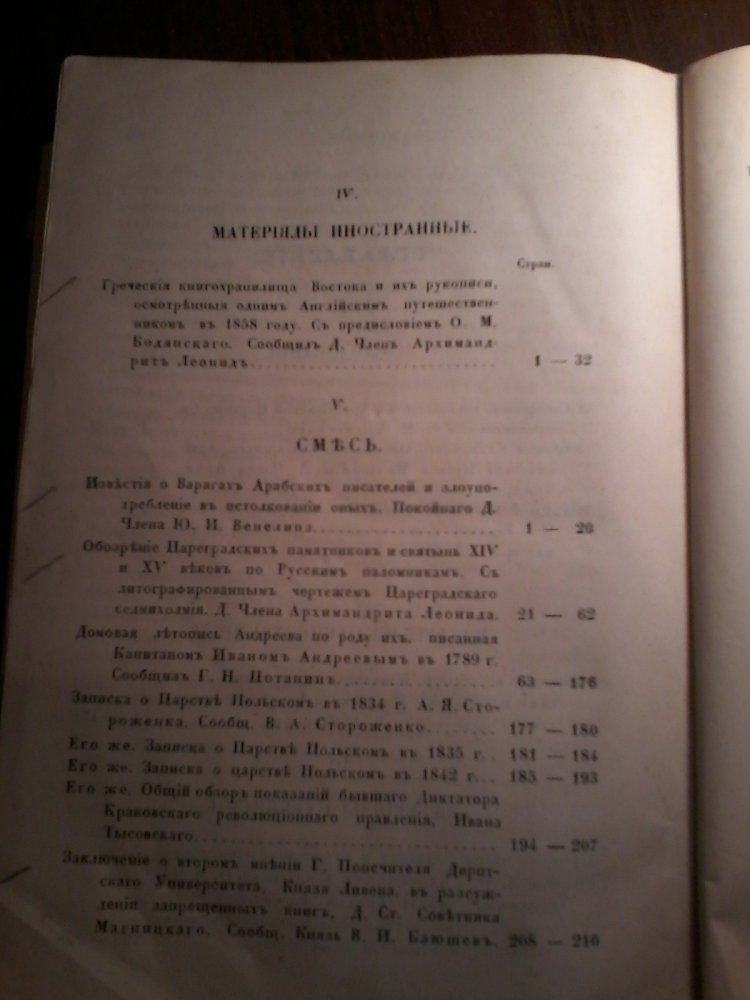 IV.
МАТЕРІЯЛЫ ИНОСТРАННЫЕ.
Стран.
Греческія книгохранилища Востока и ихъ рукописи,
осмотрѣнныя однимъ Англійскимъ путешествен-
никомъ въ 1858 году. Съ предисловіемъ О. М.
Бодянскаго. Сообщилъ Д. Членъ Архиманд-
ритъ Леонидъ. 1 — 32
V.
СМѢСЬ.
Извѣстія о Варягахъ Арабскихъ писателей и злоупо-
требленіе въ истолкованіи оныхъ. Покойнаго Д.
Члена Ю. И. Венелина. 1 — 20
Обозрѣніе Цареградскихъ памятниковъ и святынь XIV
и XV вѣковъ по Русскимъ паломникамъ. Съ
литографированнымъ чертежемъ Цареградскаго
седмихолмія. Д. Члена Архимандрита Леонида. 21 — 62
Домовая лѣтопись Андреева по роду ихъ, писанная
Капитаномъ Иваномъ Андреевымъ въ 1789 г.
Сообщилъ Г. Н. Потанинъ. 63 — 176
Записка о Царствѣ Польскомъ въ 1834 г. А. Я. Сто-
роженка. Сообщ. В. А. Стороженко. 177 — 180
Его же. Записка о Царствѣ Польскомъ въ 1835 г. 181 — 184
Его же. Записка о царствѣ Польскомъ въ 1842 г. 185 — 193
Его же. Общій обзоръ показаній бывшаго Диктатора
Краковскаго революціоннаго правленія, Ивана
Тысовскаго. 194 — 207
Заключеніе о второмъ мнѣніи Г. Попечителя Дерпт-
скаго Университета, Князя Ливена, въ разсуж-
деніи запрещенныхъ книгъ, Д. Ст. Совѣтника
Магницкаго. Сообщ. Князь В. И. Баюшевъ. 208 — 210